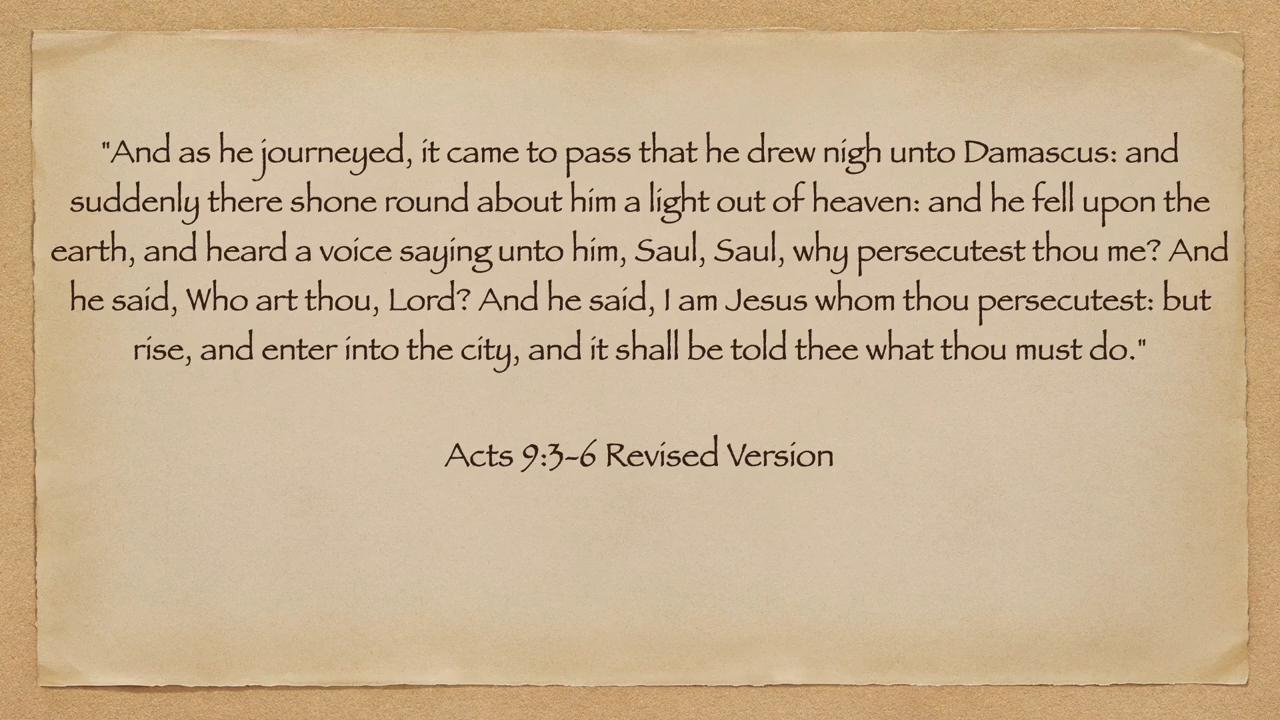 "And as he journeyed, it came to pass that he drew nigh unto Damascus: and
suddenly there shone round about him a light out of heaven: and he fell upon the
earth, and heard a voice saying unto him, Saul, Saul, why persecutest thou me? And
he said, Who art thou, Lord? And he said, I am Jesus whom thou persecutest: but
rise, and enter into the city, and it shall be told thee what thou must do."
Acts 9:3-6 Revised Version